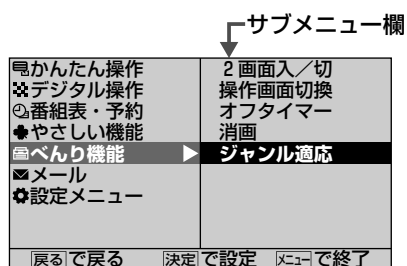 サブメニュー欄
かんたん操作
デジタル操作
番組表・予約
やさしい機能
べんり機能
メール
設定メニュー
2画面入／切
操作画面切換
オフタイマー
消画
ジャンル適応
戻るで戻る 決定で設定 メニューで終了